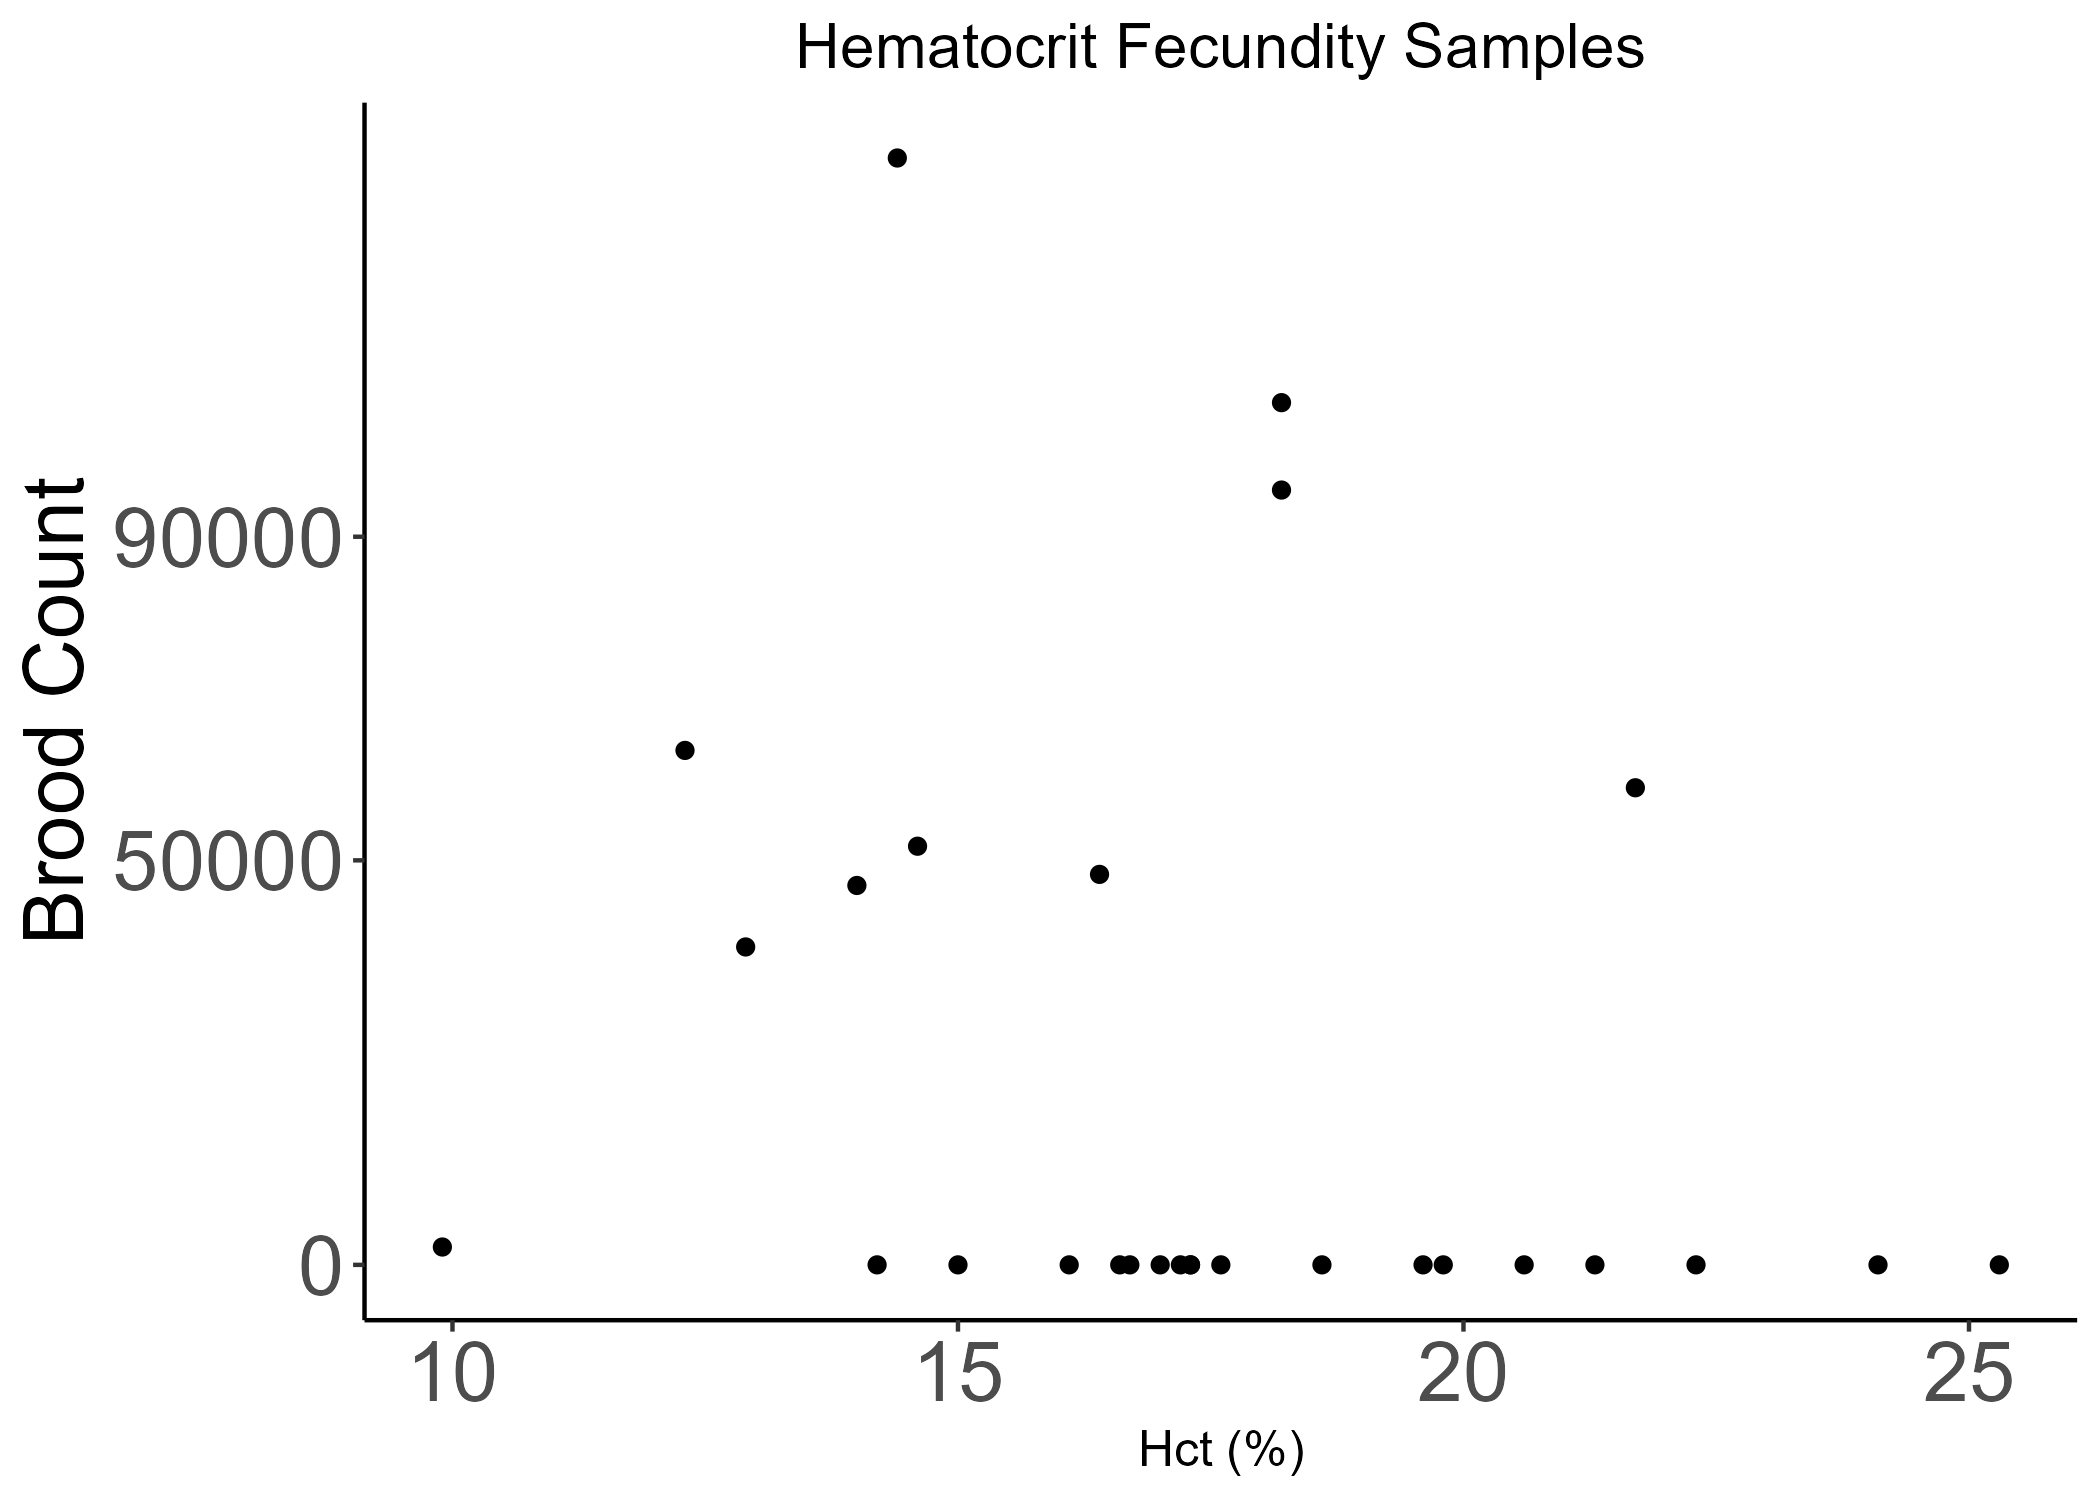 Hematocrit Fecundity Samples
Brood Count
90000
50000
0
10 15 20 25
Hct (%)